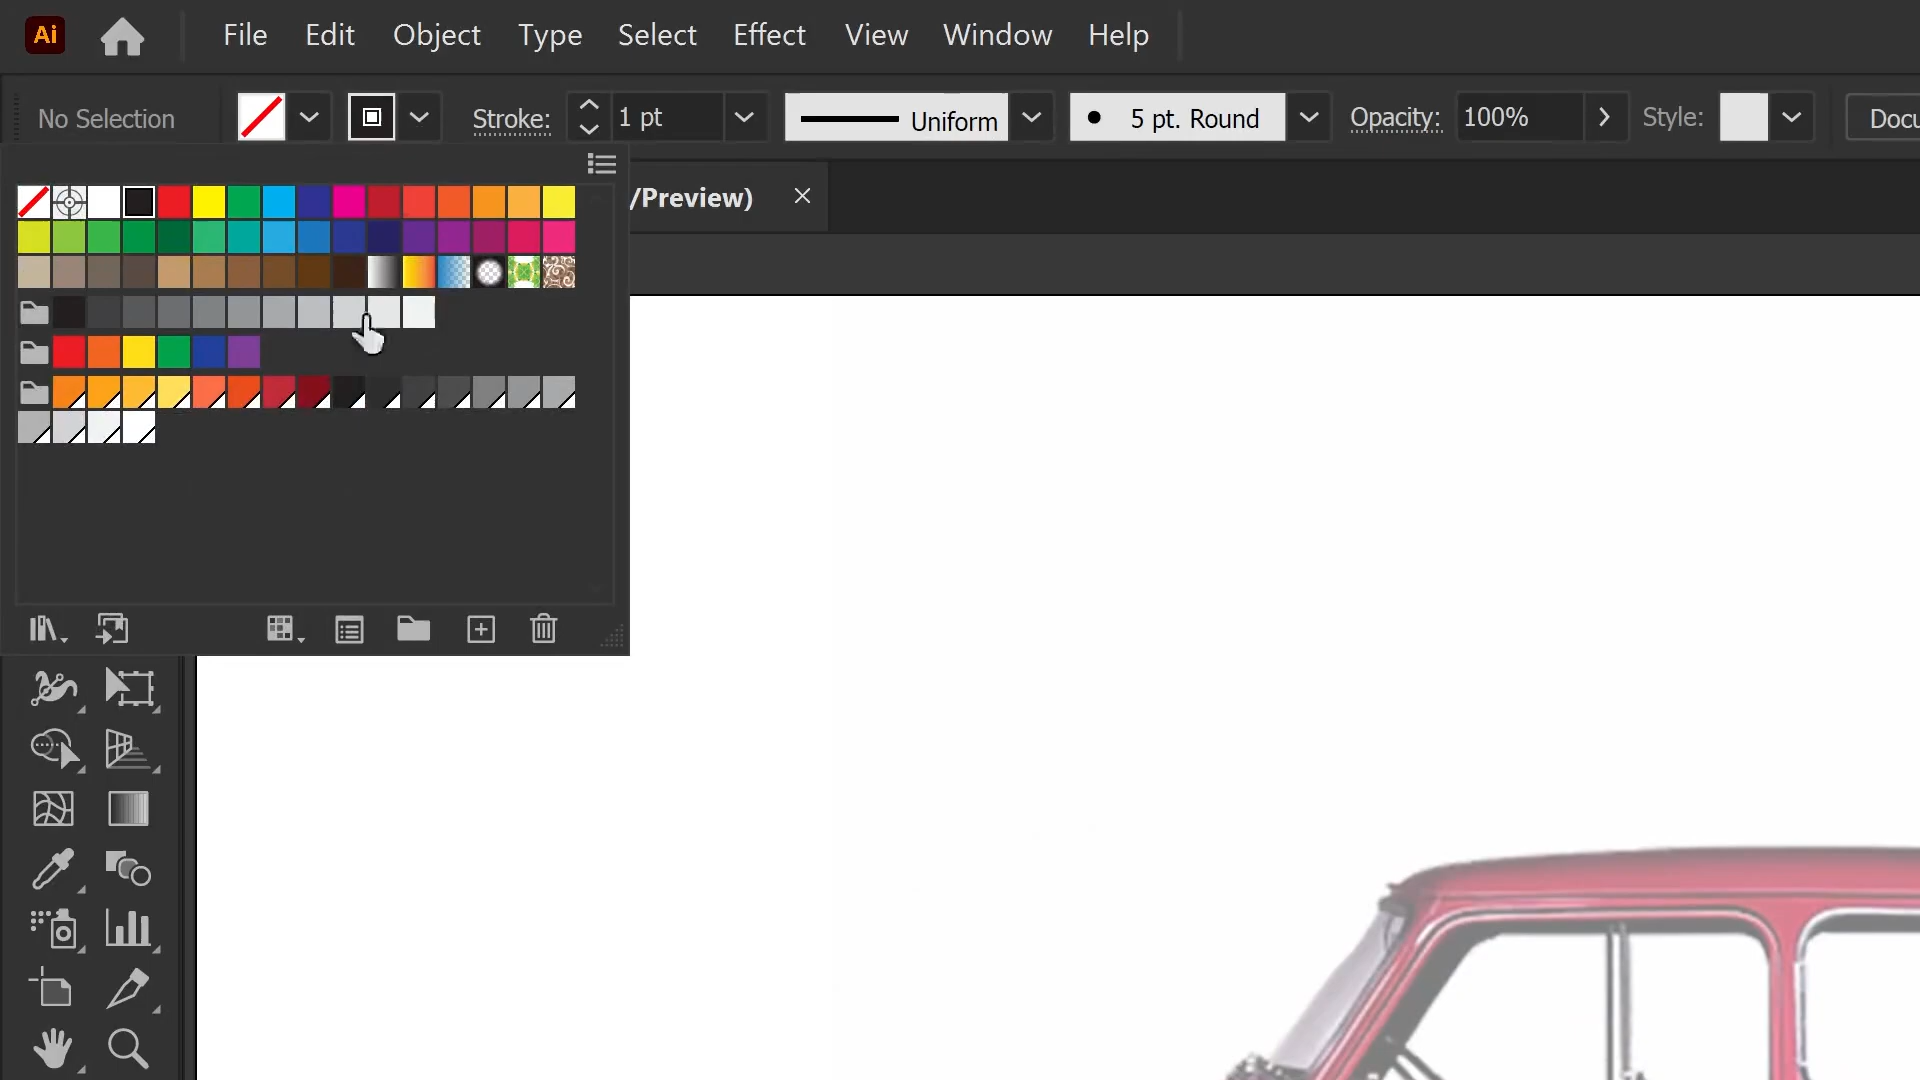 Ai File Edit Object Type Select Effect View Window Help
No Selection Stroke: 1 pt Uniform 5 pt. Round Opacity: 100% Style: Docu
/Preview)